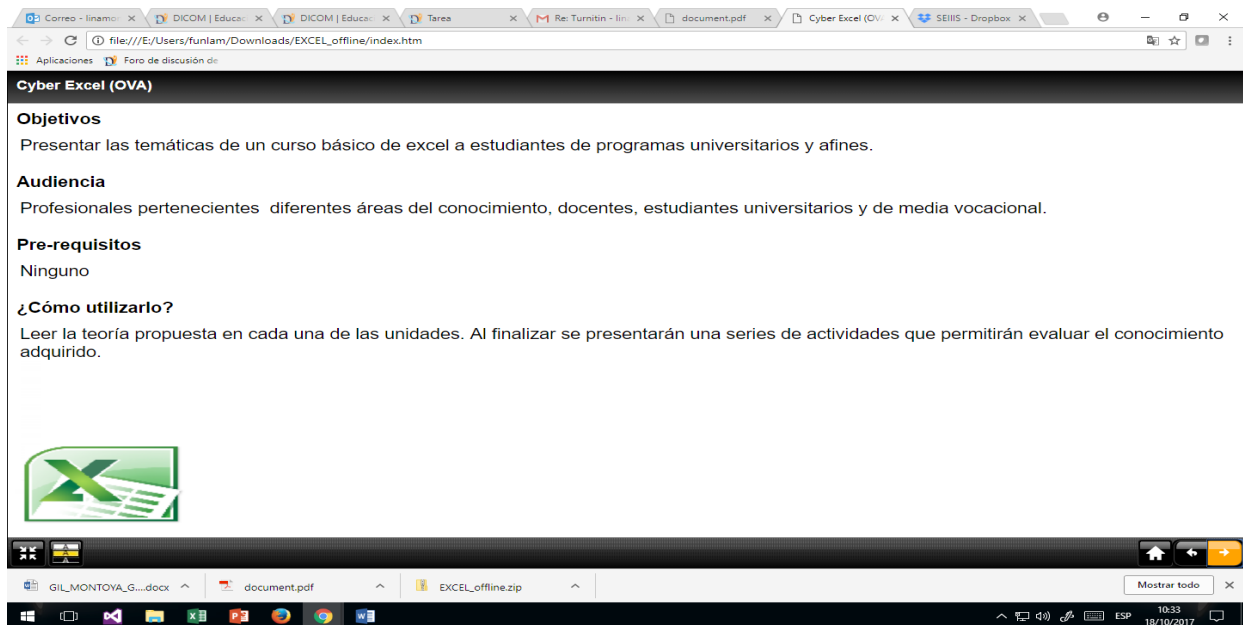 Correo - linamon
DICOM | Educac
DICOM | Educac
Tarea
Re: Turnitin - lin
document.pdf
Cyber Excel (OV
SEIIIS - Dropbox
file:///E:/Users/funlam/Downloads/EXCEL_offline/index.htm
Aplicaciones
Foro de discusión de
Cyber Excel (OVA)
Objetivos
Presentar las temáticas de un curso básico de excel a estudiantes de programas universitarios y afines.
Audiencia
Profesionales pertenecientes diferentes áreas del conocimiento, docentes, estudiantes universitarios y de media vocacional.
Pre-requisitos
Ninguno
¿Cómo utilizarlo?
Leer la teoría propuesta en cada una de las unidades. Al finalizar se presentarán una series de actividades que permitirán evaluar el conocimiento
adquirido.
GIL_MONTOYA_G....docx
document.pdf
EXCEL_offline.zip
Mostrar todo
ESP
10:33
18/10/2017